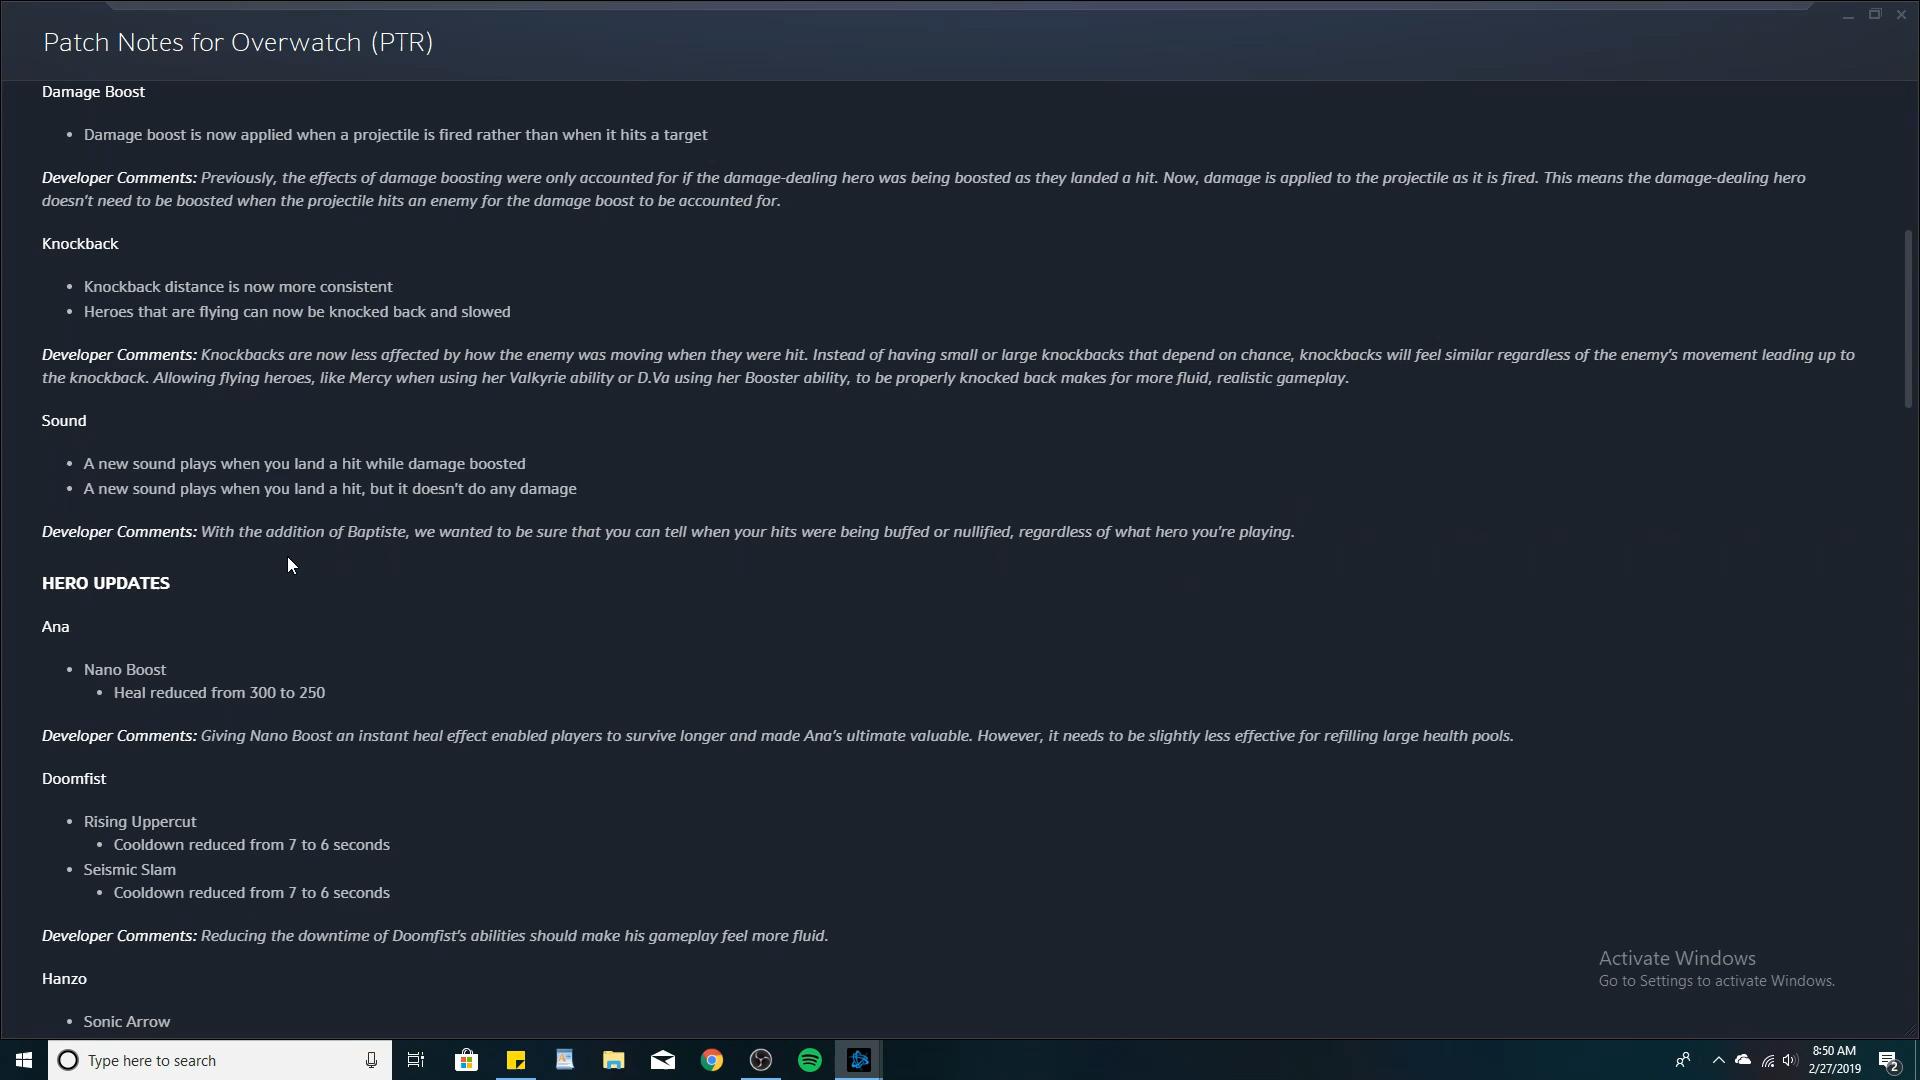 Patch Notes for Overwatch (PTR)
Damage Boost
• Damage boost is now applied when a projectile is fired rather than when it hits a target
Developer Comments: Previously, the effects of damage boosting were only accounted for if the damage-dealing hero was being boosted as they landed a hit. Now, damage is applied to the projectile as it is fired. This means the damage-dealing hero
doesn't need to be boosted when the projectile hits an enemy for the damage boost to be accounted for.
Knockback
• Knockback distance is now more consistent
• Heroes that are flying can now be knocked back and slowed
Developer Comments: Knockbacks are now less affected by how the enemy was moving when they were hit. Instead of having small or large knockbacks that depend on chance, knockbacks will feel similar regardless of the enemy's movement leading up to
the knockback. Allowing flying heroes, like Mercy when using her Valkyrie ability or D.Va using her Booster ability, to be properly knocked back makes for more fluid, realistic gameplay.
Sound
• A new sound plays when you land a hit while damage boosted
• A new sound plays when you land a hit, but it doesn't do any damage
Developer Comments: With the addition of Baptiste, we wanted to be sure that you can tell when your hits were being buffed or nullified, regardless of what hero you're playing.
HERO UPDATES
Ana
• Nano Boost
• Heal reduced from 300 to 250
Developer Comments: Giving Nano Boost an instant heal effect enabled players to survive longer and made Ana's ultimate valuable. However, it needs to be slightly less effective for refilling large health pools.
Doomfist
• Rising Uppercut
• Cooldown reduced from 7 to 6 seconds
• Seismic Slam
• Cooldown reduced from 7 to 6 seconds
Developer Comments: Reducing the downtime of Doomfist's abilities should make his gameplay feel more fluid.
Hanzo
• Sonic Arrow
Activate Windows
Go to Settings to activate Windows.
Type here to search
8:50 AM
2/27/2019
2